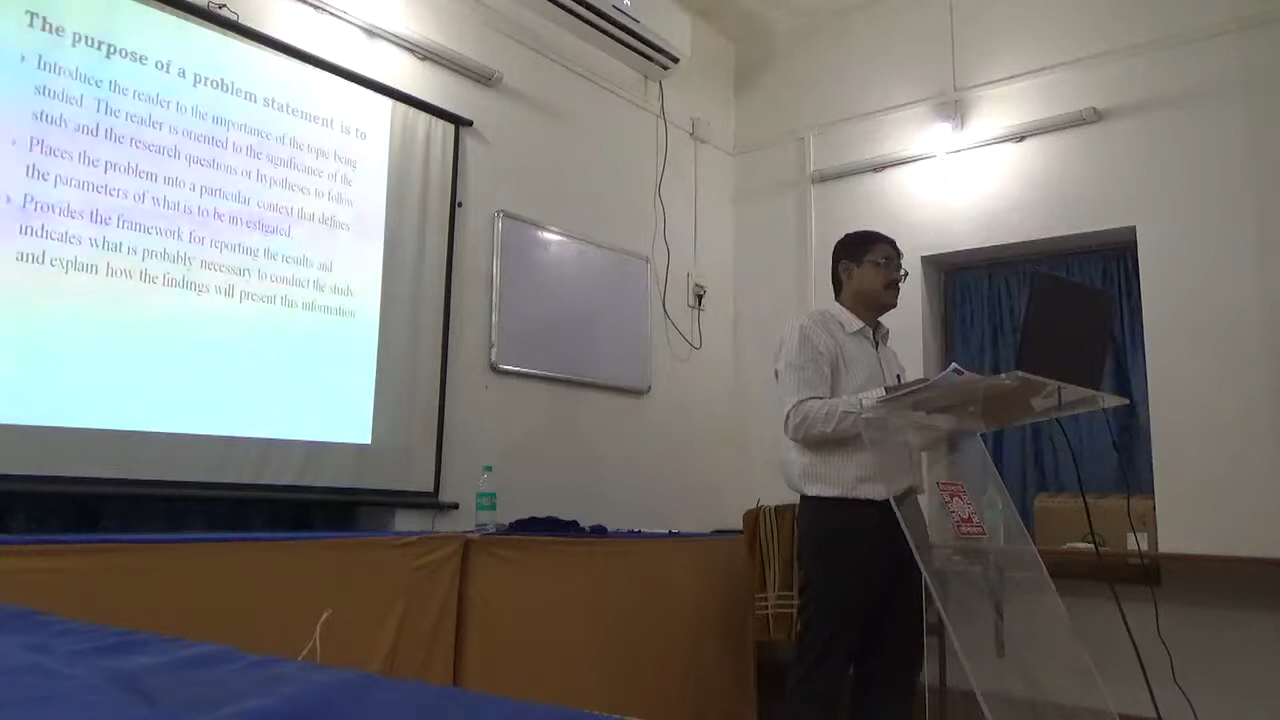 The purpose of a problem statement is to
Introduce the reader to the importance of the topic being
studied. The reader is oriented to the significance of the
study and the research questions or hypotheses to follow
Places the problem into a particular context that defines
the parameters of what is to be investigated.
Provides the framework for reporting the results and
indicates what is probably necessary to conduct the study
and explain how the findings will present this information